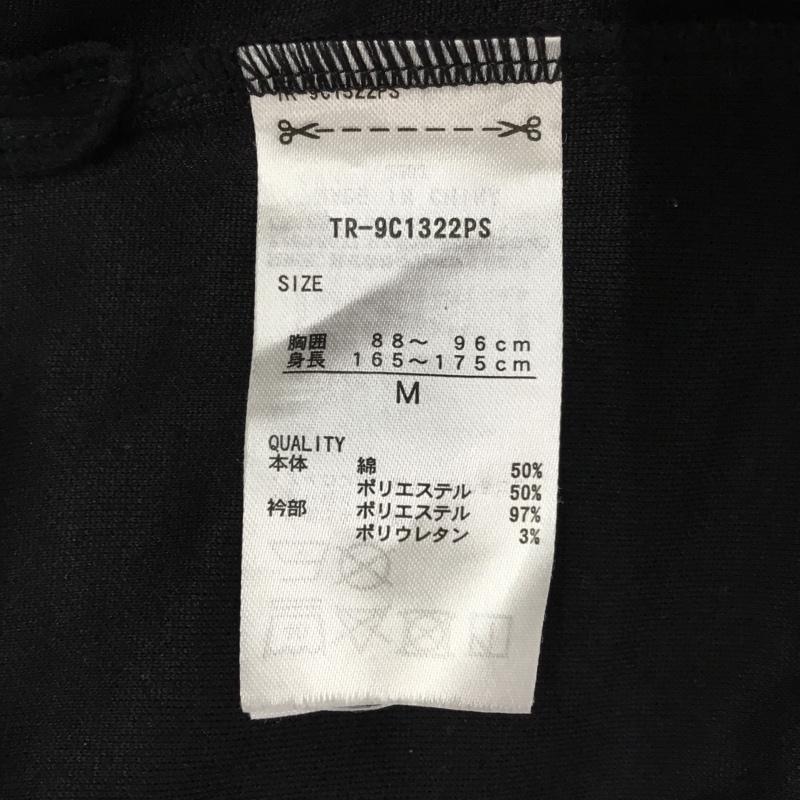 TR-9C1322PS
TR-9C1322PS
SIZE
胸囲 88〜 96cm
身長 165〜175cm
M
QUALITY
本体 綿 50%
ポリエステル 50%
衿部 ポリエステル 97%
ポリウレタン 3%